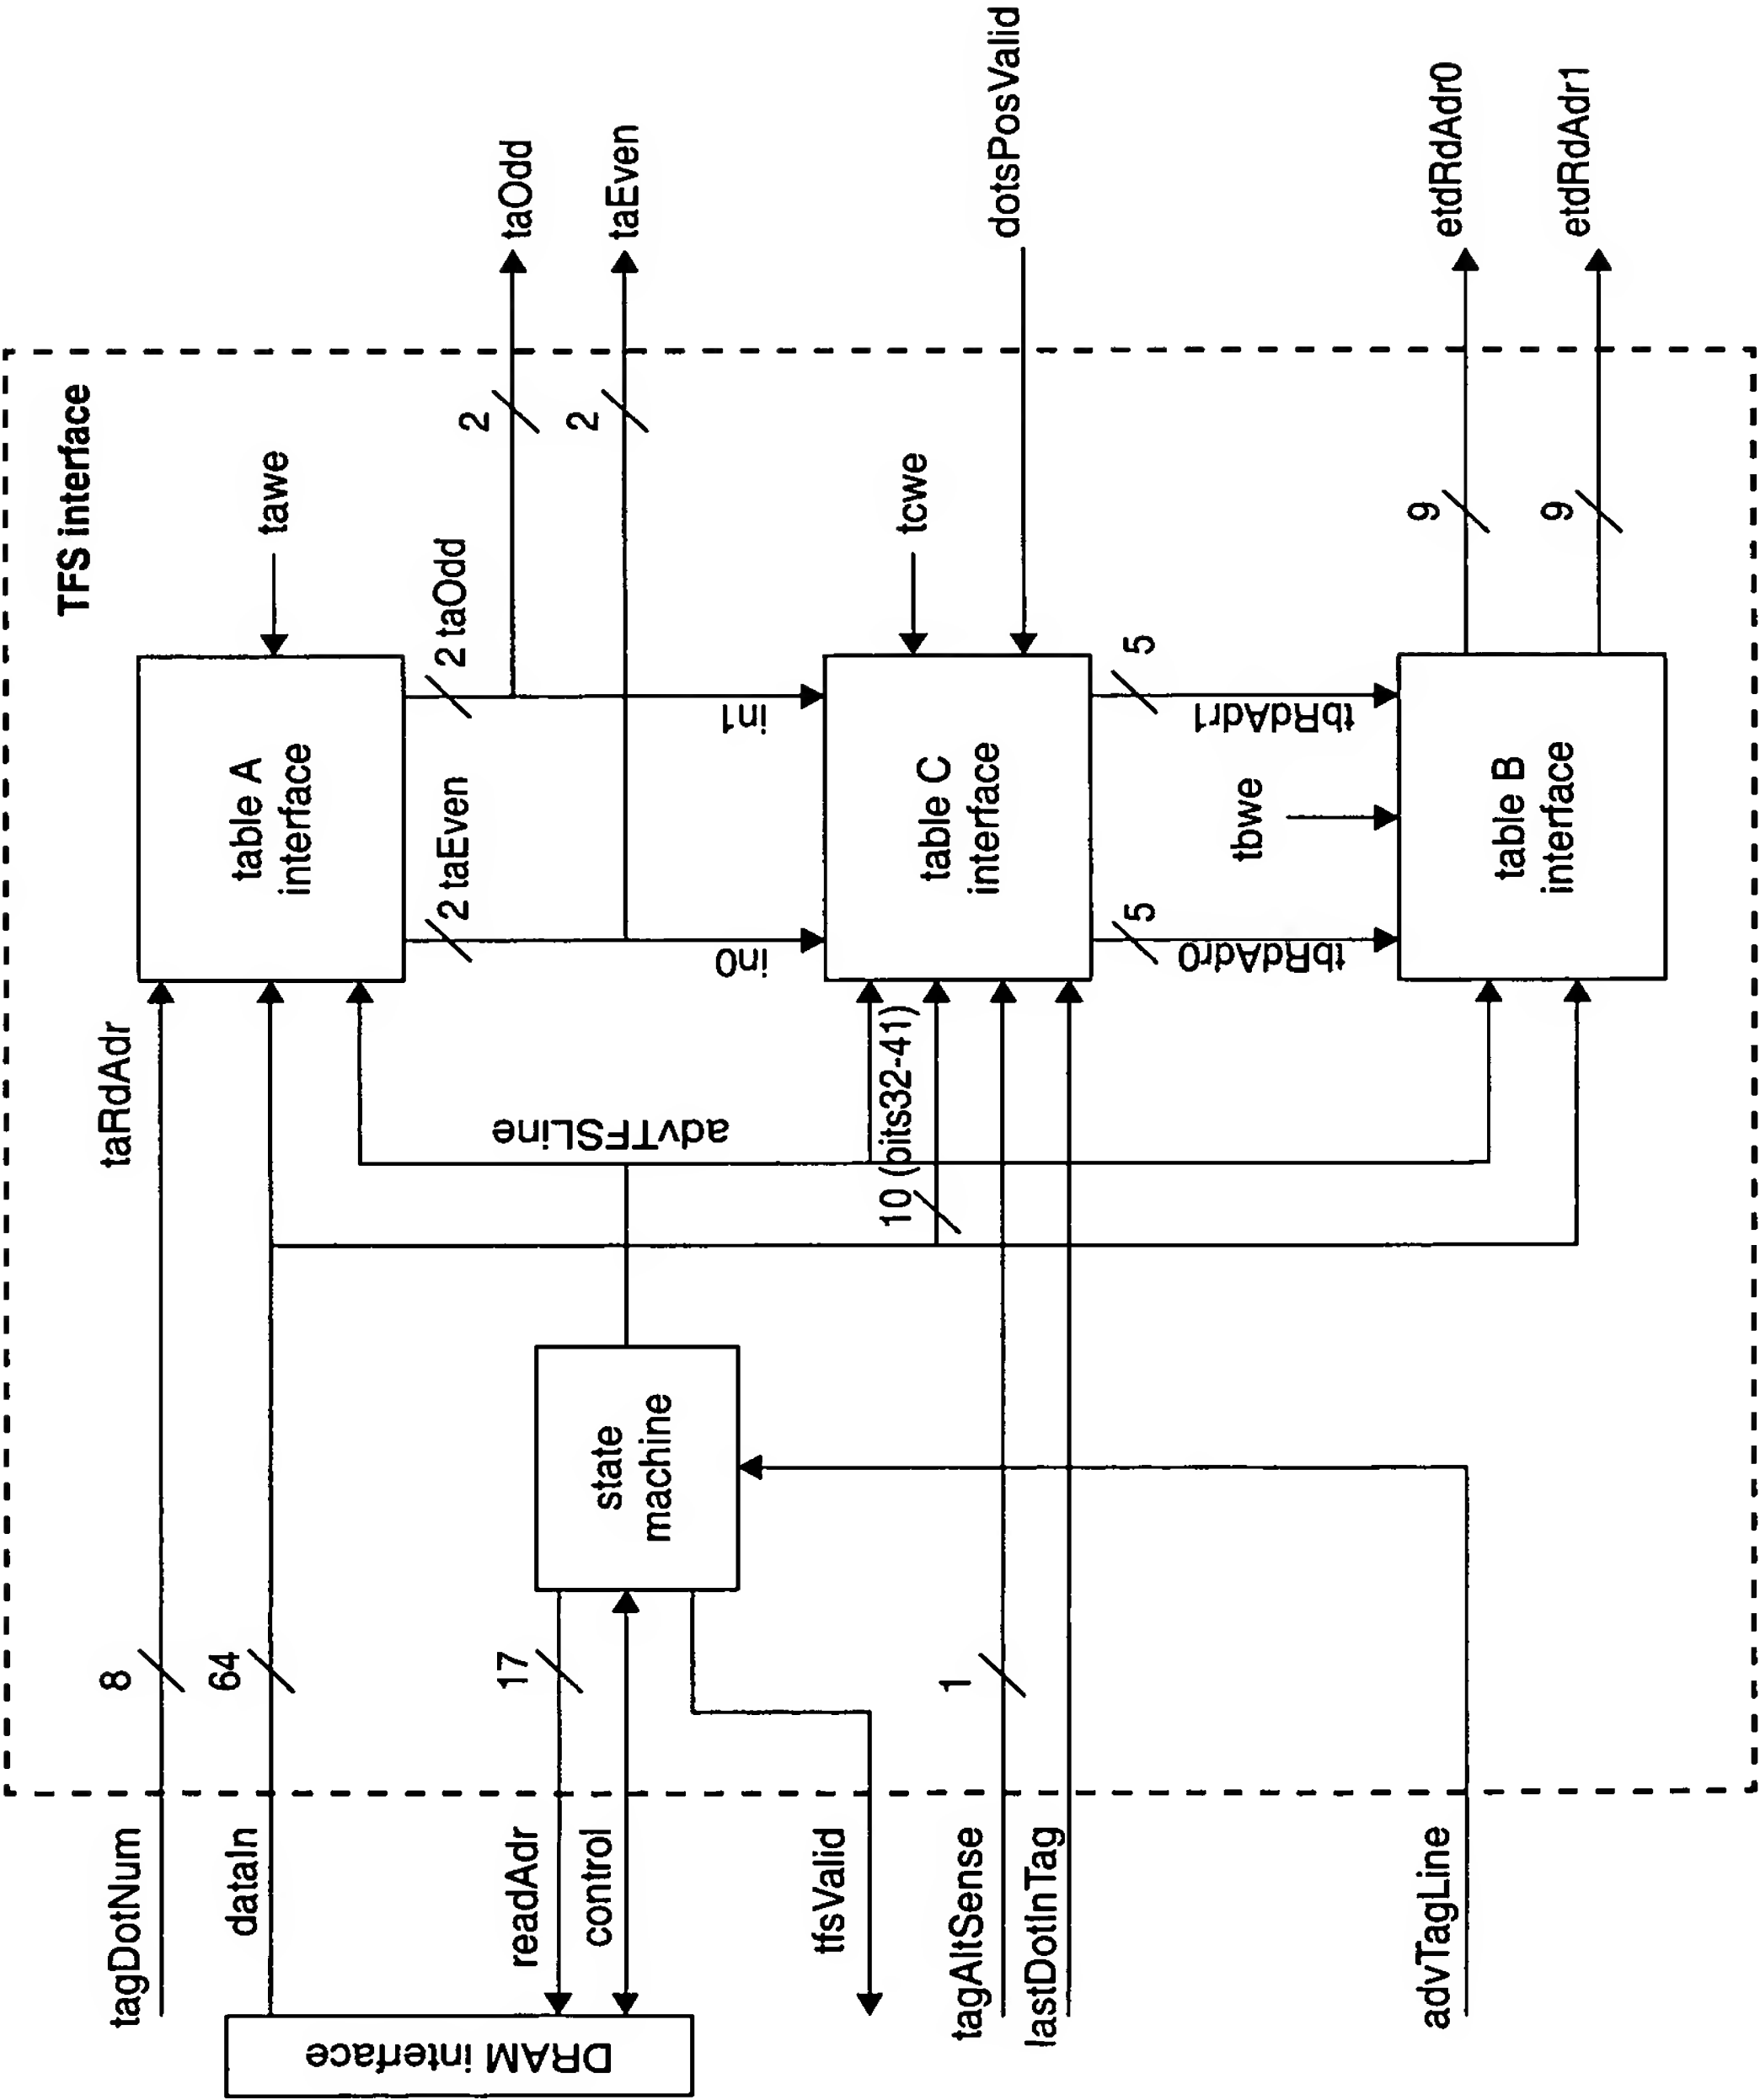 TFS interface
tagDotNum
8
taRdAdr
table A
interface
tawe
dataIn
64
2 taEven
2 taOdd
2
taOdd
2
taEven
DRAM interface
readAdr
17
control
state
machine
advTFSLine
in0
in1
tfsValid
10 (bits32-41)
table C
interface
tcwe
dotsPosValid
tagAltSense
1
lastDotInTag
5
5
tbRdAdr0
tbwe
tbRdAdr1
advTagLine
table B
interface
9
etdRdAdr0
9
etdRdAdr1